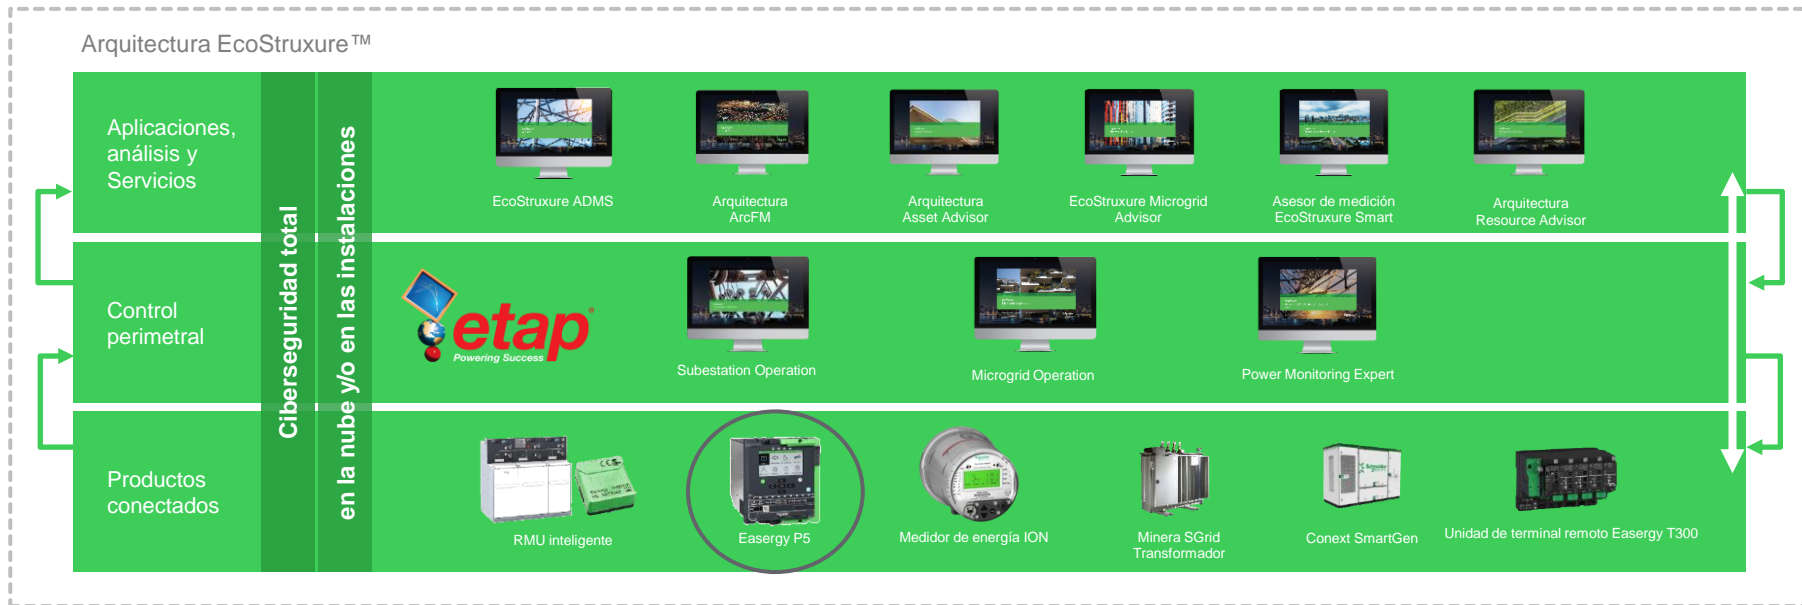 Arquitectura EcoStruxure™
Aplicaciones,
análisis y
Servicios
Ciberseguridad total
en la nube y/o en las instalaciones
EcoStruxure ADMS
Arquitectura
ArcFM
Arquitectura
Asset Advisor
EcoStruxure Microgrid
Advisor
Asesor de medición
EcoStruxure Smart
Arquitectura
Resource Advisor
Control
perimetral
etap®
Powering Success
Subestation Operation
Microgrid Operation
Power Monitoring Expert
Productos
conectados
RMU inteligente
Easergy P5
Medidor de energía ION
Minera SGrid
Transformador
Schneider
Conext SmartGen
Unidad de terminal remoto Easergy T300